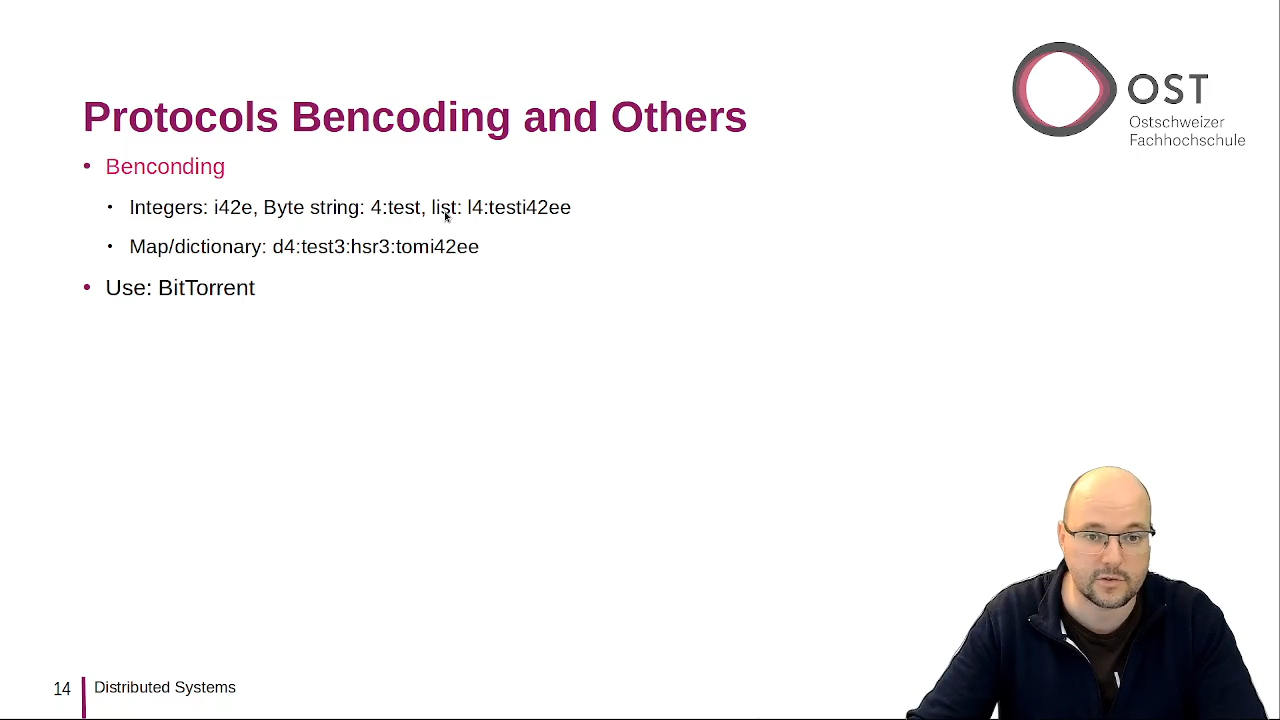 OST
Ostschweizer
Fachhochschule
Protocols Bencoding and Others
• Benconding
• Integers: i42e, Byte string: 4:test, list: l4:testi42ee
• Map/dictionary: d4:test3:hsr3:tomi42ee
• Use: BitTorrent
14 Distributed Systems